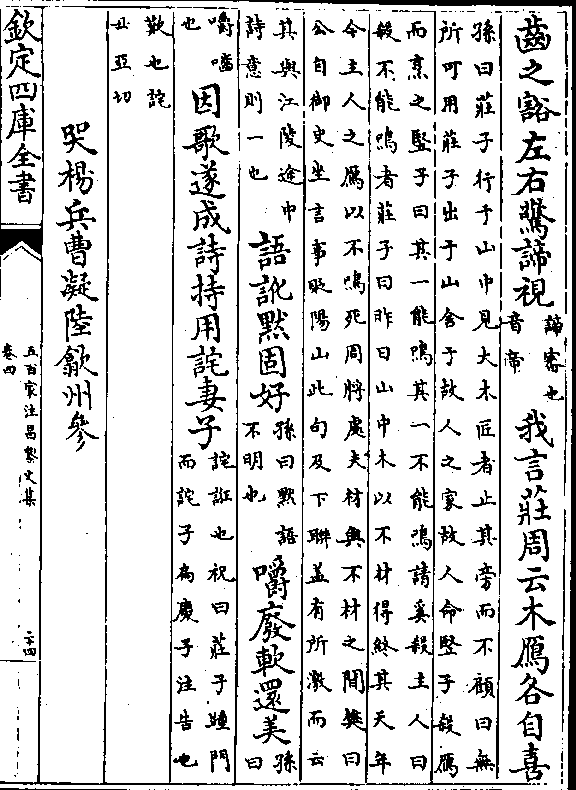 齒之豁左右驚諦視
諦審也
音帝
我言莊周云木鴈各自喜
孫曰莊子行于山中見大木匠者止其旁而不顧曰無
所可用莊子出于山舍于故人之家故人命豎子殺鴈
而烹之豎子曰其一能鳴其一不能鳴請奚殺主人曰
殺不能鳴者莊子曰昨日山中木以不材得終其天年
今主人之鴈以不鳴死周將處夫材與不材之間樊曰
公自御史坐言事貶陽山此句及下聯蓋有所激而云
其與江陵途中
詩意則一也
語訛默固好
孫曰默語
不明也
嚼廢軟還美
孫曰
嚼囓
也
因歌遂成詩持用詫妻子
詫誑也祝曰莊子踵門
而詫子扁慶子注告也
歎也詫
丑亞切
哭楊兵曹凝陸歙州參
欽定四庫全書
五百家注昌黎文集
卷四
二十四